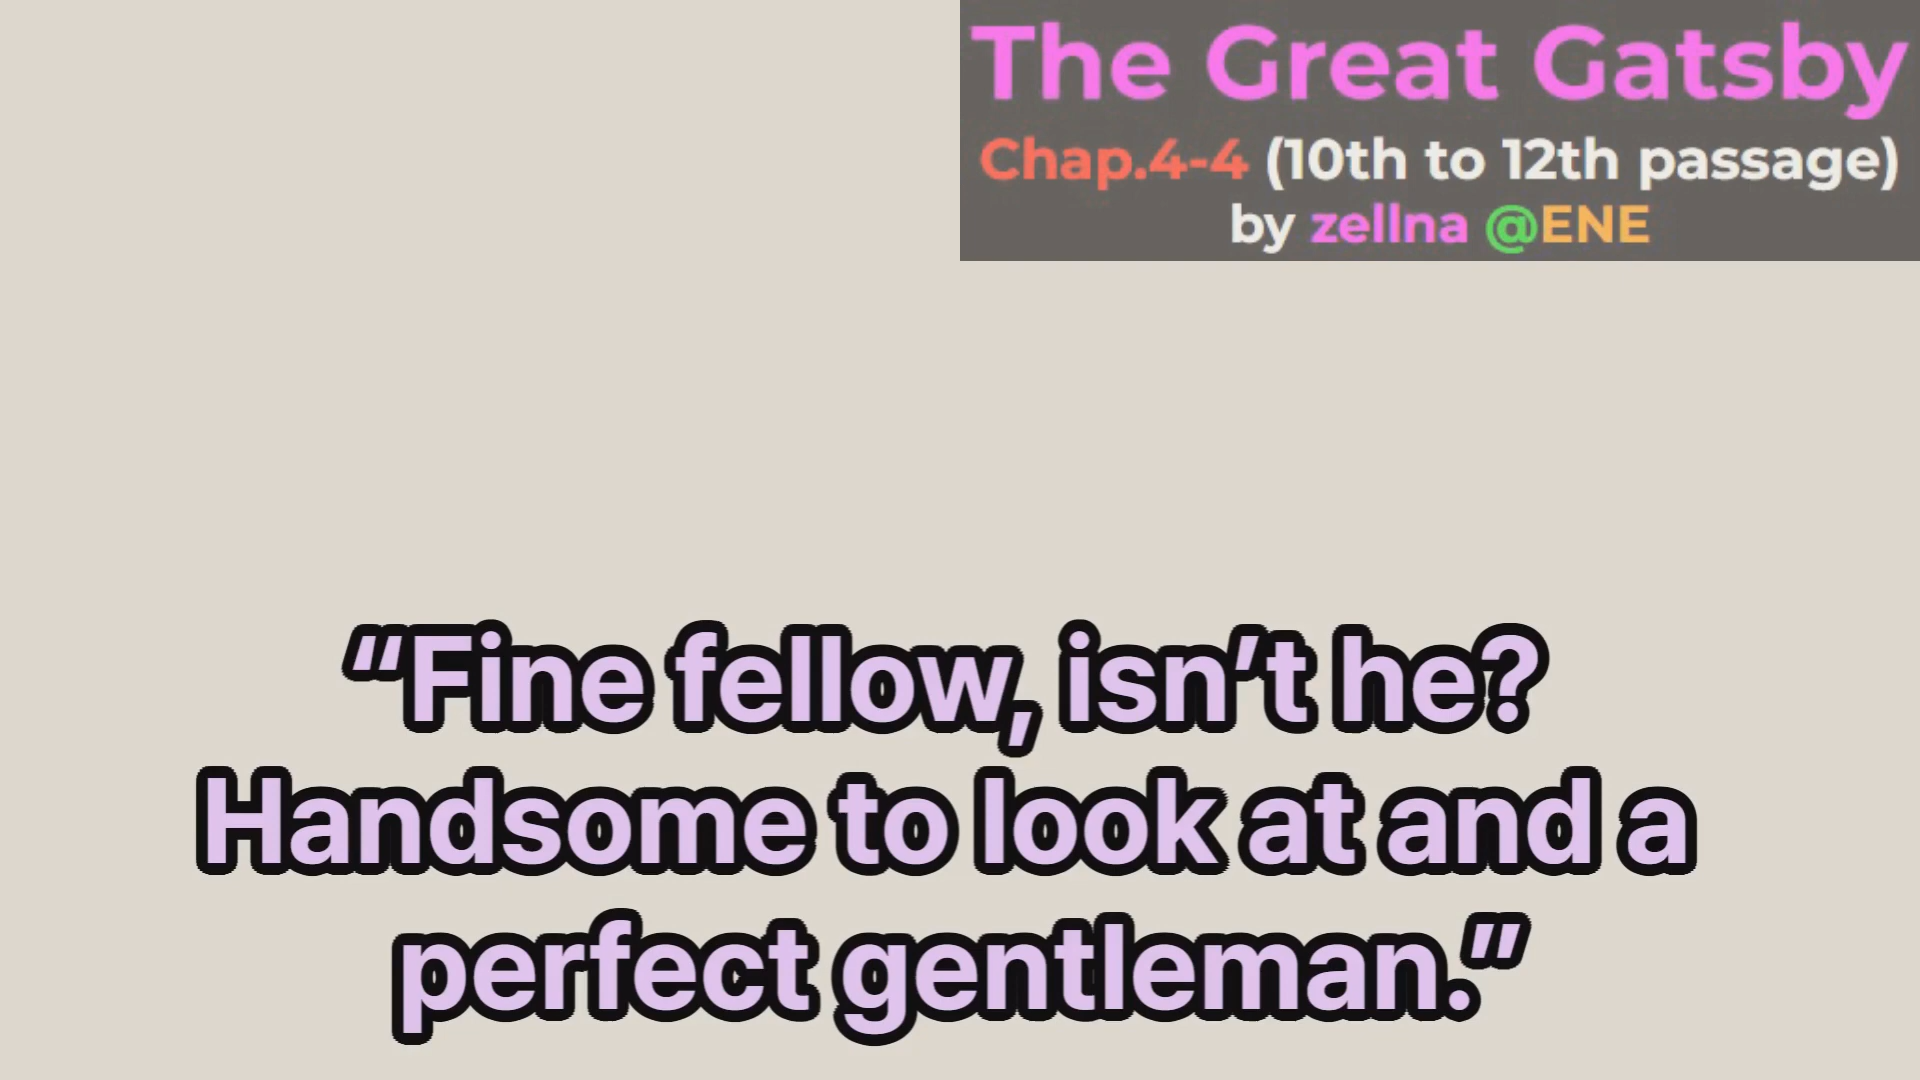 The Great Gatsby
Chap.4-4 (10th to 12th passage)
by zellna @ENE
“Fine fellow, isn’t he?
Handsome to look at and a
perfect gentleman.”